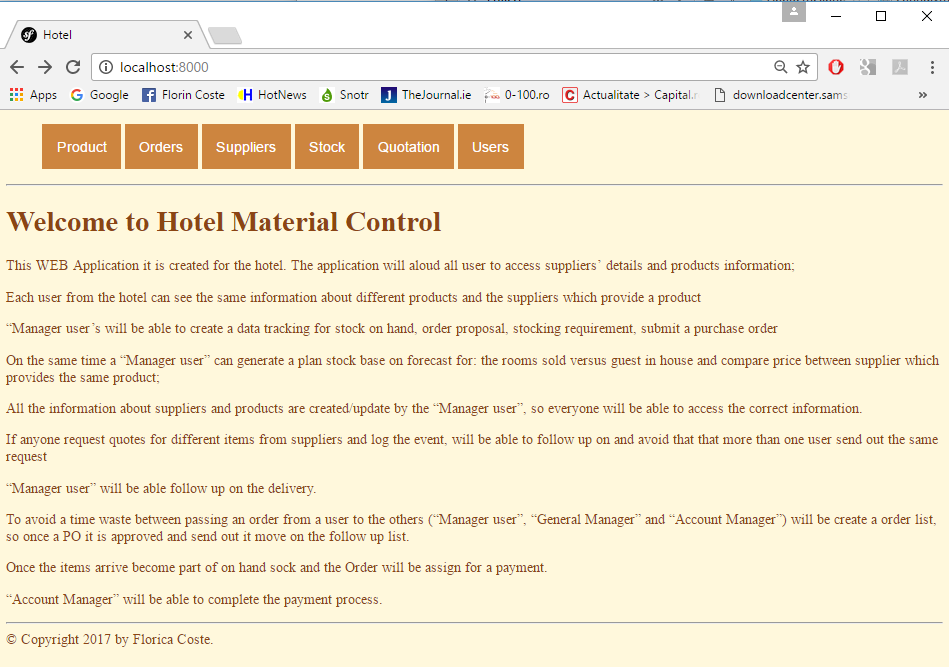 Hotel
localhost:8000
Apps Google Florin Coste HotNews Snotr TheJournal.ie 0-100.ro Actualitate > Capital.r downloadcenter.sams »
Product Orders Suppliers Stock Quotation Users
Welcome to Hotel Material Control
This WEB Application it is created for the hotel. The application will aloud all user to access suppliers’ details and products information;
Each user from the hotel can see the same information about different products and the suppliers which provide a product
“Manager user’s will be able to create a data tracking for stock on hand, order proposal, stocking requirement, submit a purchase order
On the same time a “Manager user” can generate a plan stock base on forecast for: the rooms sold versus guest in house and compare price between supplier which
provides the same product;
All the information about suppliers and products are created/update by the “Manager user”, so everyone will be able to access the correct information.
If anyone request quotes for different items from suppliers and log the event, will be able to follow up on and avoid that that more than one user send out the same
request
“Manager user” will be able follow up on the delivery.
To avoid a time waste between passing an order from a user to the others (“Manager user”, “General Manager” and “Account Manager”) will be create a order list,
so once a PO it is approved and send out it move on the follow up list.
Once the items arrive become part of on hand sock and the Order will be assign for a payment.
“Account Manager” will be able to complete the payment process.
© Copyright 2017 by Florica Coste.